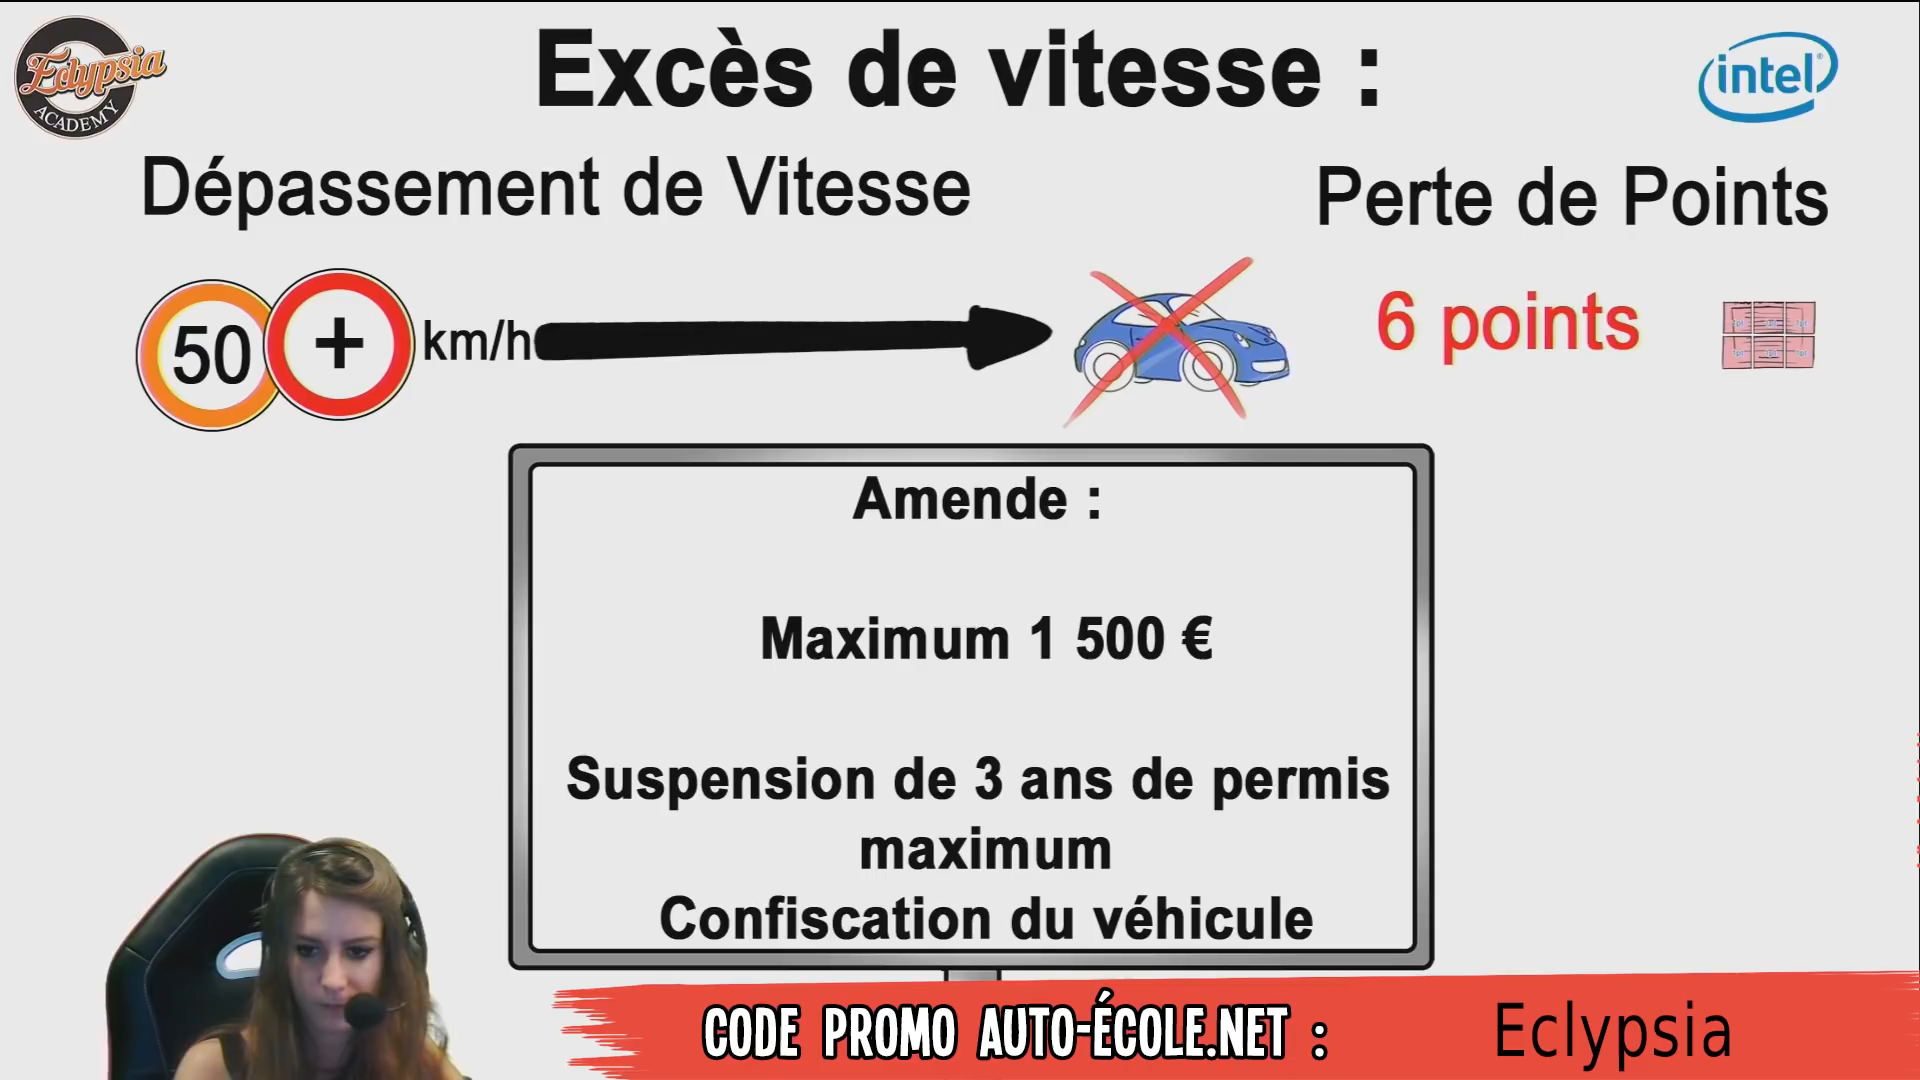 Eclypsia
ACADEMY
Excès de vitesse :
intel
Dépassement de Vitesse
Perte de Points
50 + km/h
6 points
Amende :
Maximum 1 500 €
Suspension de 3 ans de permis
maximum
Confiscation du véhicule
CODE PROMO AUTO-ÉCOLE.NET :
Eclypsia